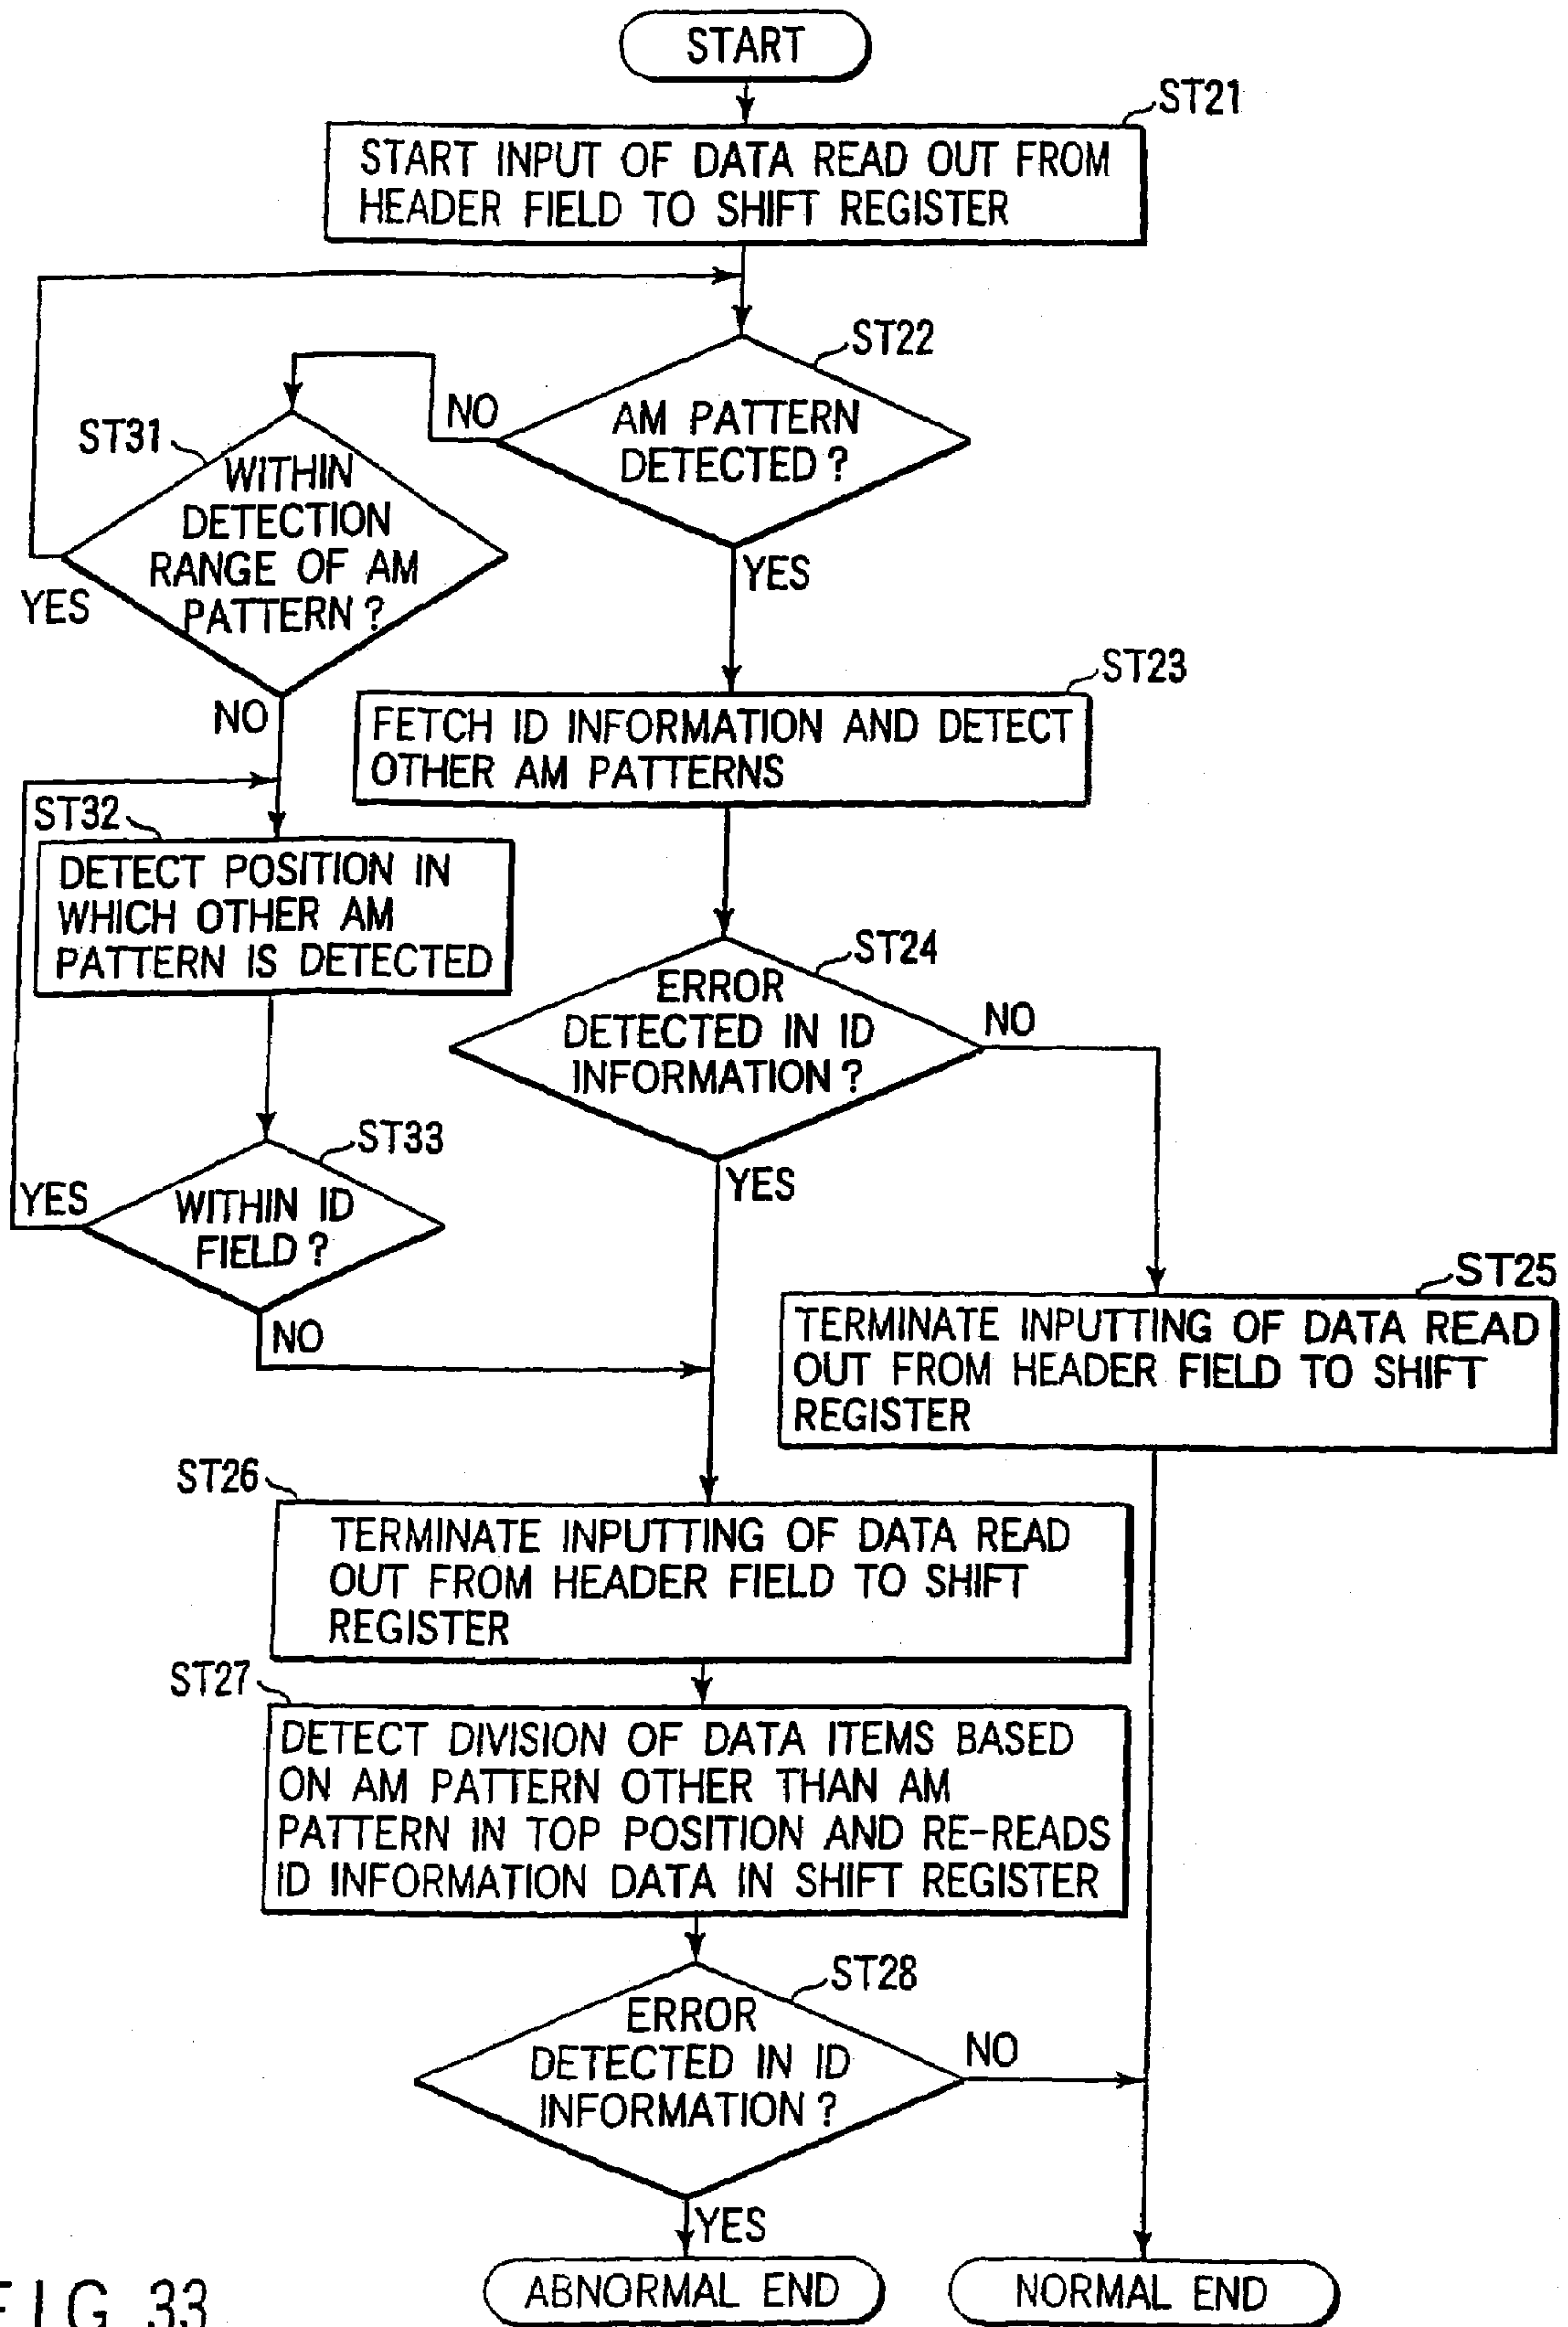 START
ST21
START INPUT OF DATA READ OUT FROM
HEADER FIELD TO SHIFT REGISTER
ST22
AM PATTERN
DETECTED?
NO
YES
ST31
WITHIN
DETECTION
RANGE OF AM
PATTERN?
YES
NO
ST23
FETCH ID INFORMATION AND DETECT
OTHER AM PATTERNS
ST32
DETECT POSITION IN
WHICH OTHER AM
PATTERN IS DETECTED
ST24
ERROR
DETECTED IN ID
INFORMATION?
NO
YES
ST33
WITHIN ID
FIELD?
YES
NO
ST25
TERMINATE INPUTTING OF DATA READ
OUT FROM HEADER FIELD TO SHIFT
REGISTER
ST26
TERMINATE INPUTTING OF DATA READ
OUT FROM HEADER FIELD TO SHIFT
REGISTER
ST27
DETECT DIVISION OF DATA ITEMS BASED
ON AM PATTERN OTHER THAN AM
PATTERN IN TOP POSITION AND RE-READS
ID INFORMATION DATA IN SHIFT REGISTER
ST28
ERROR
DETECTED IN ID
INFORMATION?
NO
YES
ABNORMAL END
NORMAL END
FIG. 33